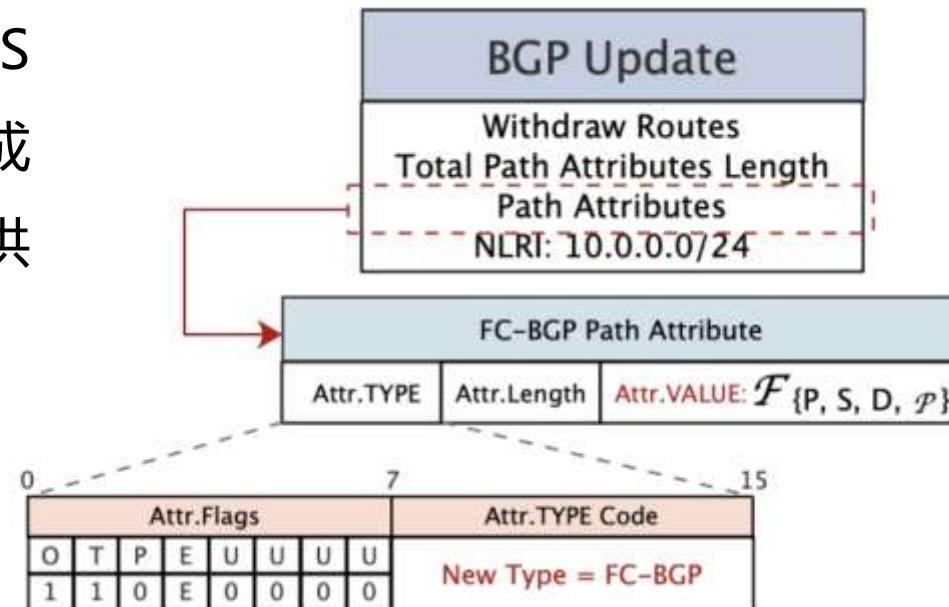 S
成
供
BGP Update
Withdraw Routes
Total Path Attributes Length
Path Attributes
NLRI: 10.0.0.0/24
FC-BGP Path Attribute
Attr.TYPE Attr.Length Attr.VALUE: ℱ{P, S, D, 𝒫}
0 7 15
Attr.Flags Attr.TYPE Code
O T P E U U U U
New Type = FC-BGP
1 1 0 E 0 0 0 0